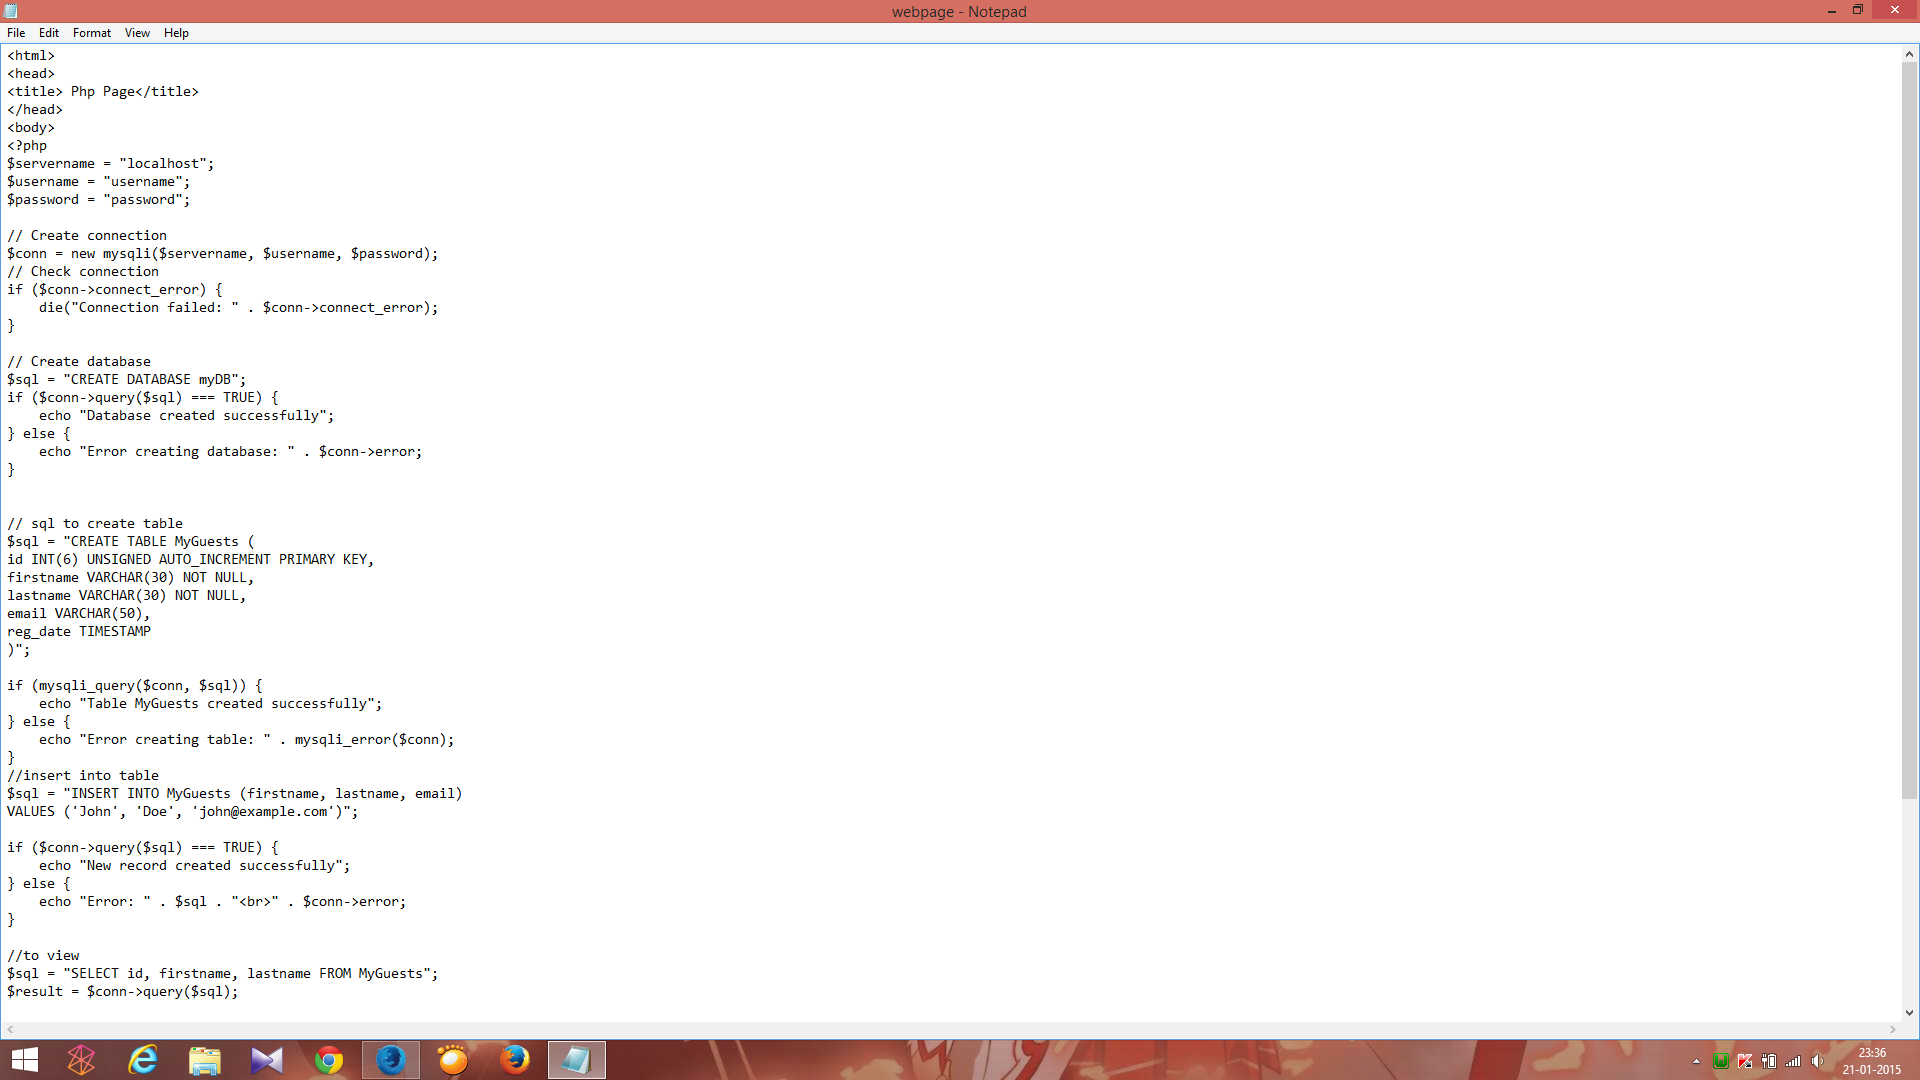 webpage - Notepad
File Edit Format View Help
<html>
<head>
<title> Php Page</title>
</head>
<body>
<?php
$servername = "localhost";
$username = "username";
$password = "password";

// Create connection
$conn = new mysqli($servername, $username, $password);
// Check connection
if ($conn->connect_error) {
    die("Connection failed: " . $conn->connect_error);
}

// Create database
$sql = "CREATE DATABASE myDB";
if ($conn->query($sql) === TRUE) {
    echo "Database created successfully";
} else {
    echo "Error creating database: " . $conn->error;
}


// sql to create table
$sql = "CREATE TABLE MyGuests (
id INT(6) UNSIGNED AUTO_INCREMENT PRIMARY KEY,
firstname VARCHAR(30) NOT NULL,
lastname VARCHAR(30) NOT NULL,
email VARCHAR(50),
reg_date TIMESTAMP
)";

if (mysqli_query($conn, $sql)) {
    echo "Table MyGuests created successfully";
} else {
    echo "Error creating table: " . mysqli_error($conn);
}
//insert into table
$sql = "INSERT INTO MyGuests (firstname, lastname, email)
VALUES ('John', 'Doe', 'john@example.com')";

if ($conn->query($sql) === TRUE) {
    echo "New record created successfully";
} else {
    echo "Error: " . $sql . "<br>" . $conn->error;
}

//to view
$sql = "SELECT id, firstname, lastname FROM MyGuests";
$result = $conn->query($sql);
23:36
21-01-2015